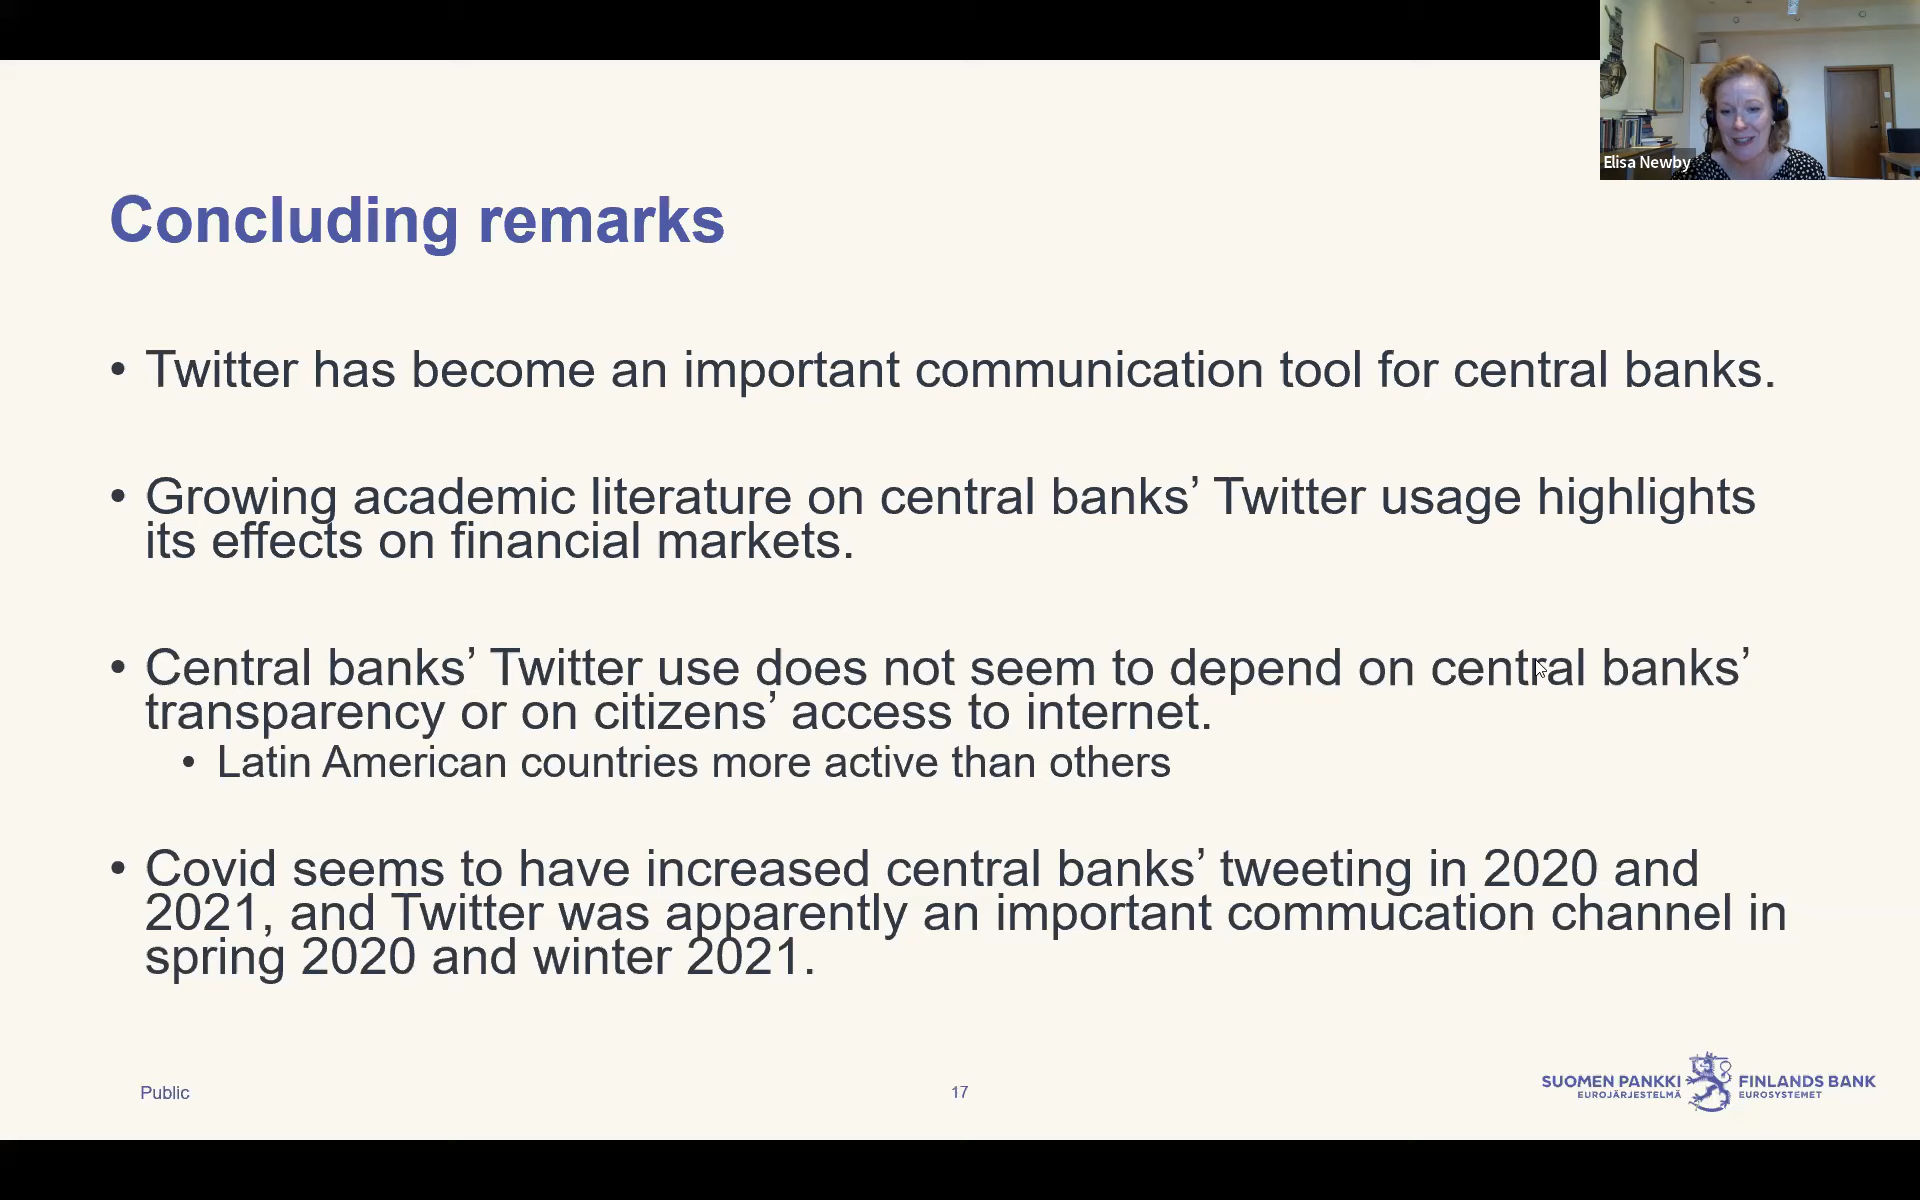 Elisa Newby
Concluding remarks
• Twitter has become an important communication tool for central banks.
• Growing academic literature on central banks’ Twitter usage highlights
its effects on financial markets.
• Central banks’ Twitter use does not seem to depend on central banks’
transparency or on citizens’ access to internet.
• Latin American countries more active than others
• Covid seems to have increased central banks’ tweeting in 2020 and
2021, and Twitter was apparently an important commucation channel in
spring 2020 and winter 2021.
Public
17
SUOMEN PANKKI
EUROJÄRJESTELMÄ
FINLANDS BANK
EUROSYSTEMET